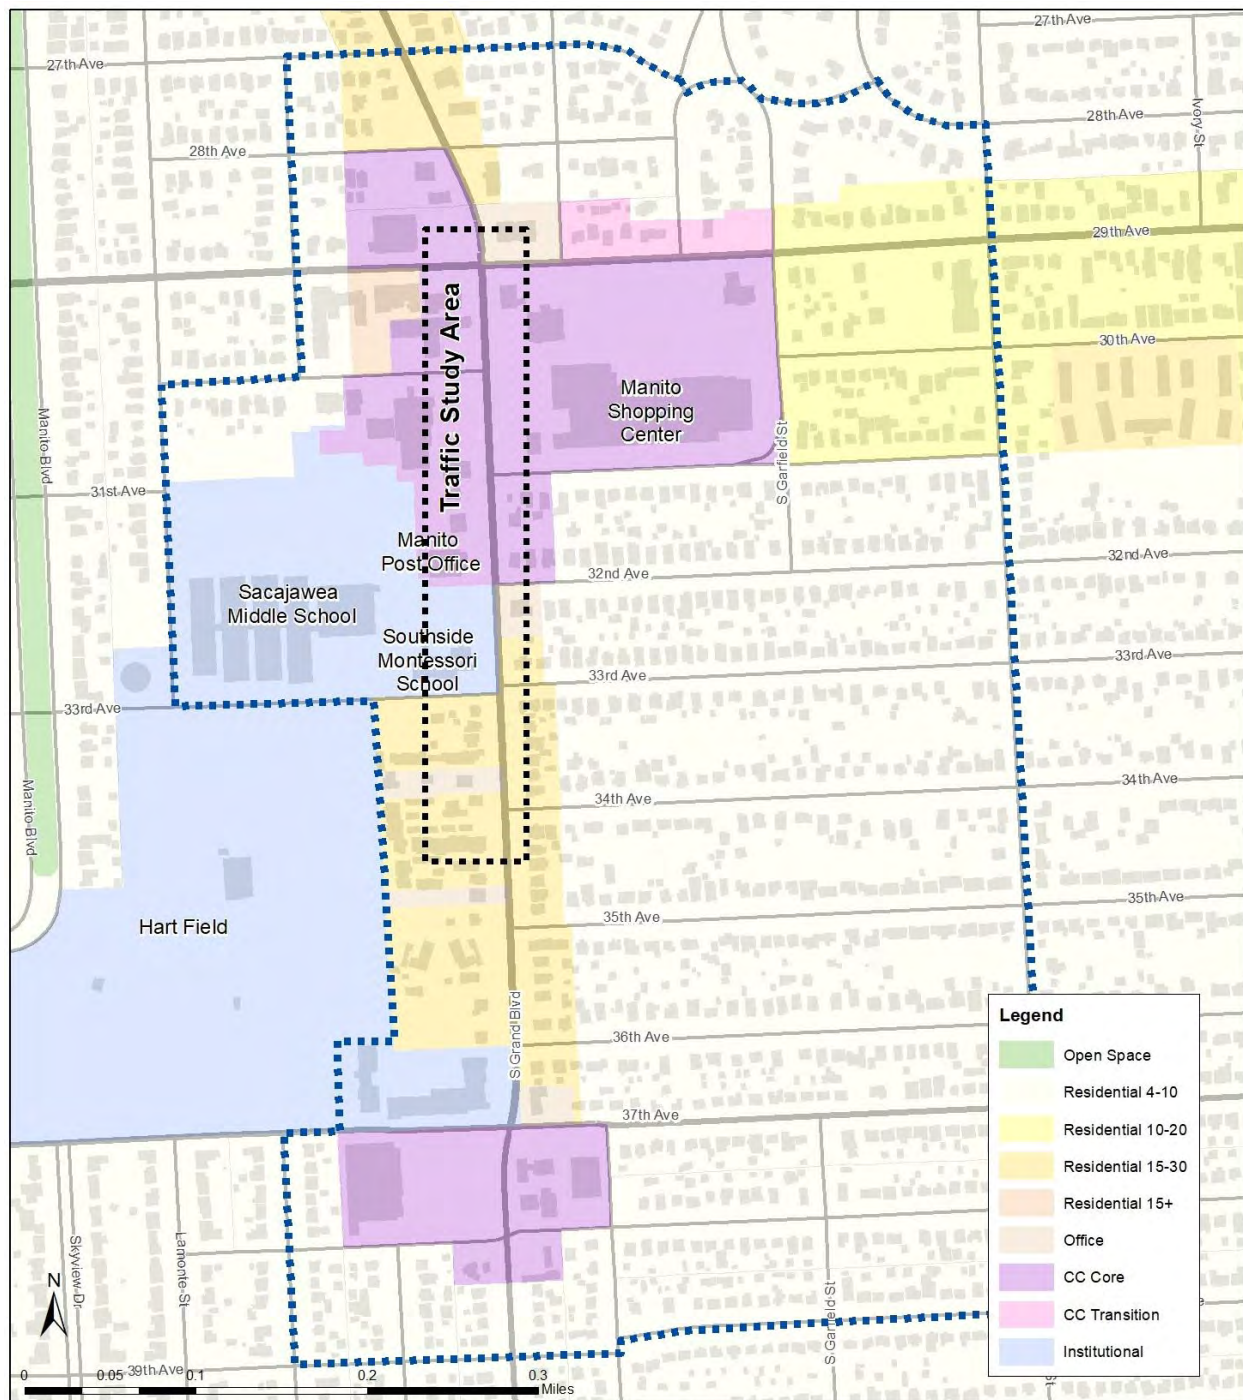 27th Ave
27th Ave
28th Ave
28th Ave
Ivory St
29th Ave
30th Ave
Traffic Study Area
Manito
Shopping
Center
S Garfield St
Manito Blvd
31st Ave
Manito
Post Office
32nd Ave
32nd Ave
Sacajawea
Middle School
Southside
Montessori
School
33rd Ave
33rd Ave
33rd Ave
34th Ave
34th Ave
Manito Blvd
35th Ave
35th Ave
Hart Field
S Grand Blvd
36th Ave
37th Ave
Legend
Open Space
Residential 4-10
Residential 10-20
Residential 15-30
Residential 15+
Office
CC Core
CC Transition
Institutional
Skyview Dr
Lamonte St
S Garfield St
N
39th Ave
0 0.05 0.1 0.2 0.3
Miles